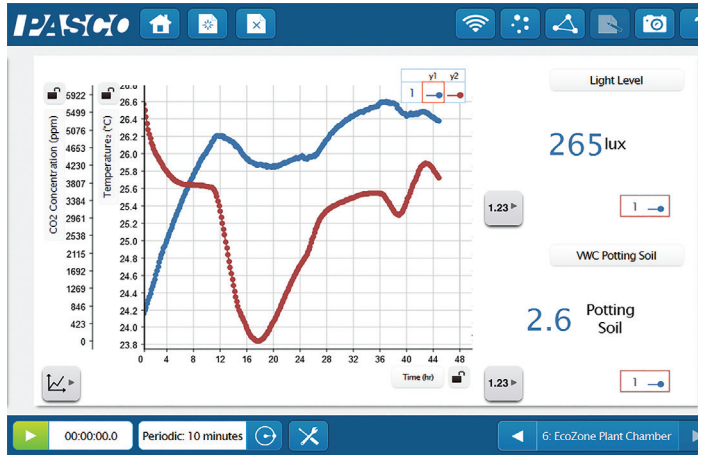 PASCO
y1 y2
1
CO2 Concentration (ppm)
5922
5499
5076
4653
4230
3807
3384
2961
2538
2115
1692
1269
846
423
0
Temperature₂ (°C)
26.6
26.4
26.2
26.0
25.8
25.6
25.4
25.2
25.0
24.8
24.6
24.4
24.2
24.0
23.8
0 4 8 12 16 20 24 28 32 36 40 44 48
Time (hr)
Light Level
265 lux
1.23
1
VWC Potting Soil
2.6 Potting
Soil
1.23
1
00:00:00.0
Periodic: 10 minutes
6: EcoZone Plant Chamber